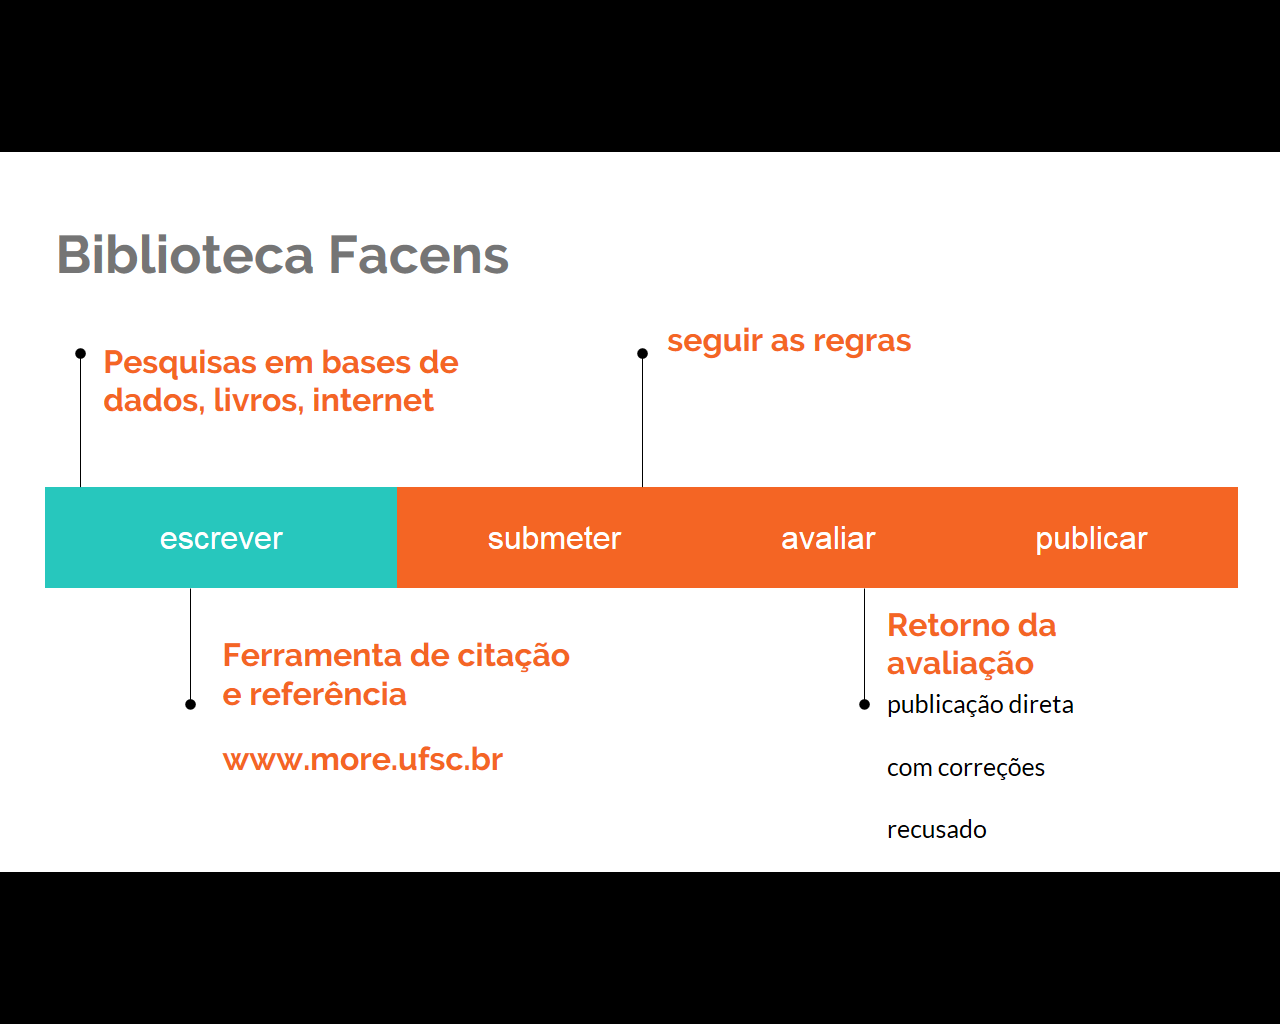 Biblioteca Facens
Pesquisas em bases de
dados, livros, internet
seguir as regras
escrever
submeter
avaliar
publicar
Ferramenta de citação
e referência
www.more.ufsc.br
Retorno da
avaliação
publicação direta
com correções
recusado